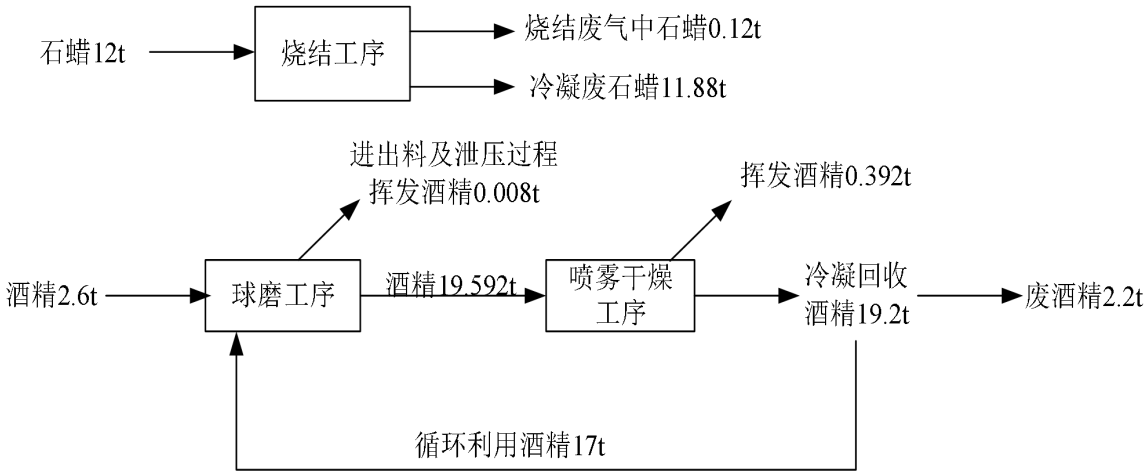 石蜡12t
烧结工序
烧结废气中石蜡0.12t
冷凝废石蜡11.88t
进出料及泄压过程
挥发酒精0.008t
挥发酒精0.392t
酒精2.6t
球磨工序
酒精19.592t
喷雾干燥
工序
冷凝回收
酒精19.2t
废酒精2.2t
循环利用酒精17t